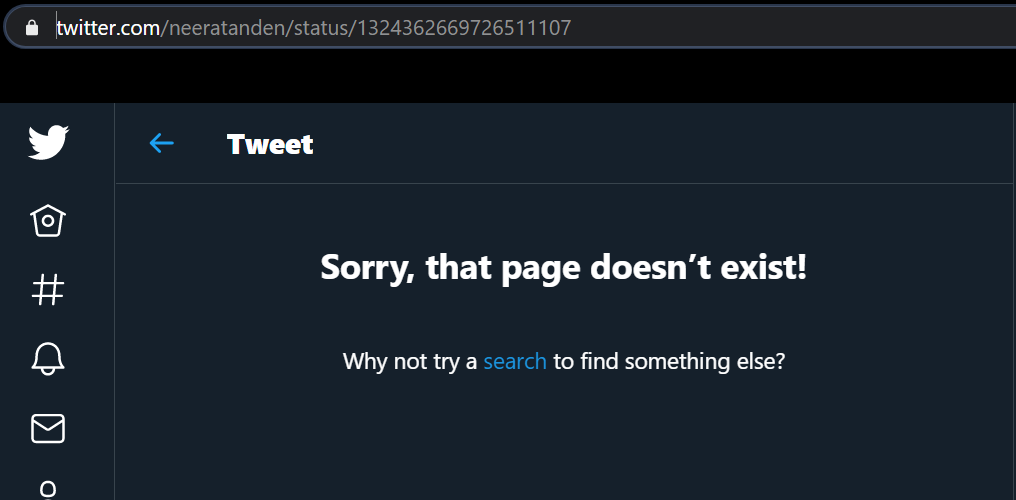 twitter.com/neeratanden/status/1324362669726511107
Tweet
Sorry, that page doesn’t exist!
Why not try a search to find something else?